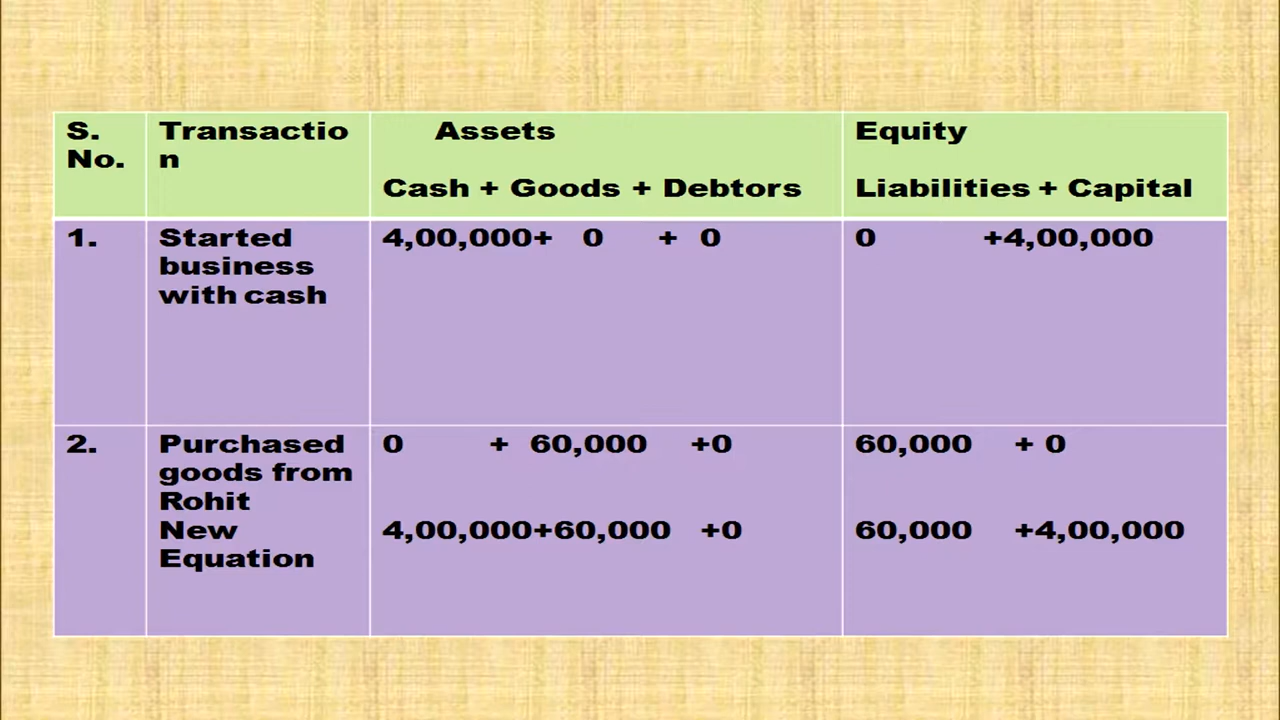 S. No.
Transactio
n
Assets
Cash + Goods + Debtors
Equity
Liabilities + Capital
1.
Started
business
with cash
4,00,000+ 0 + 0
0 +4,00,000
2.
Purchased
goods from
Rohit
New
Equation
0 + 60,000 +0
4,00,000+60,000 +0
60,000 + 0
60,000 +4,00,000